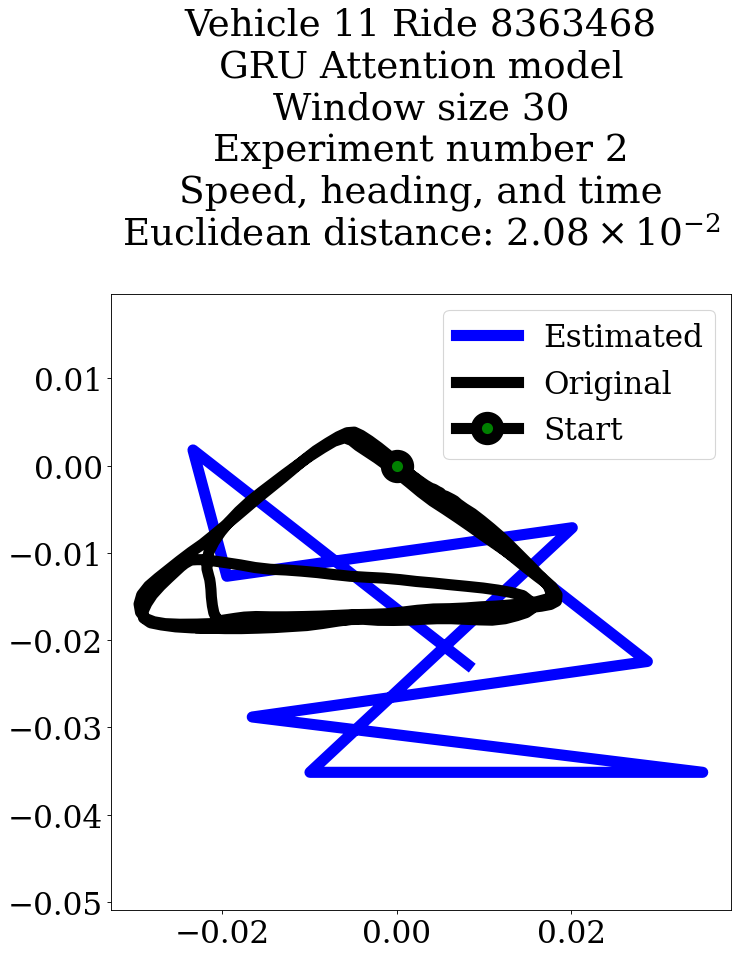 Vehicle 11 Ride 8363468
GRU Attention model
Window size 30
Experiment number 2
Speed, heading, and time
Euclidean distance: 2.08 × 10⁻²
Estimated
Original
Start
0.01
0.00
−0.01
−0.02
−0.03
−0.04
−0.05
−0.02 0.00 0.02